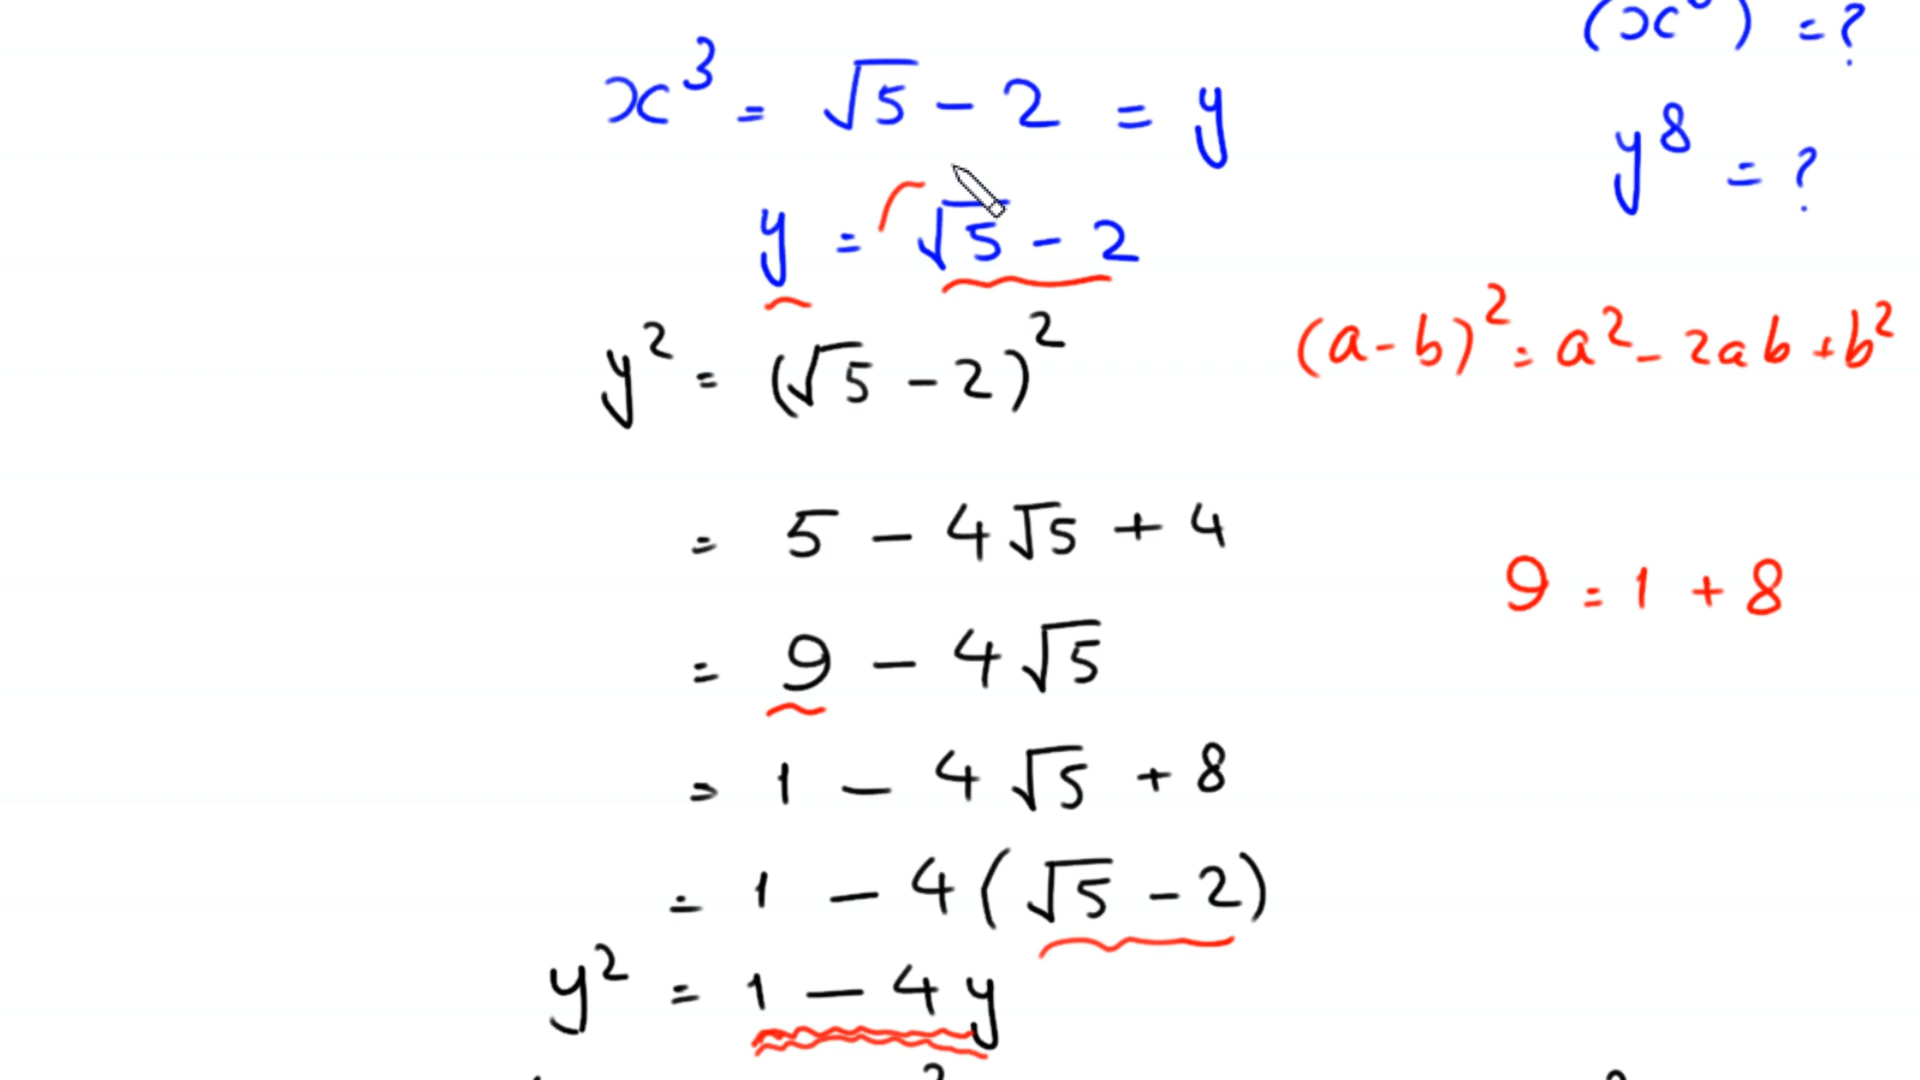 (x⁶) = ?
x³ = √5 - 2 = y
y⁸ = ?
y = √5 - 2
y² = (√5 - 2)²
(a - b)² = a² - 2ab + b²
= 5 - 4√5 + 4
9 = 1 + 8
= 9 - 4√5
= 1 - 4√5 + 8
= 1 - 4(√5 - 2)
y² = 1 - 4y